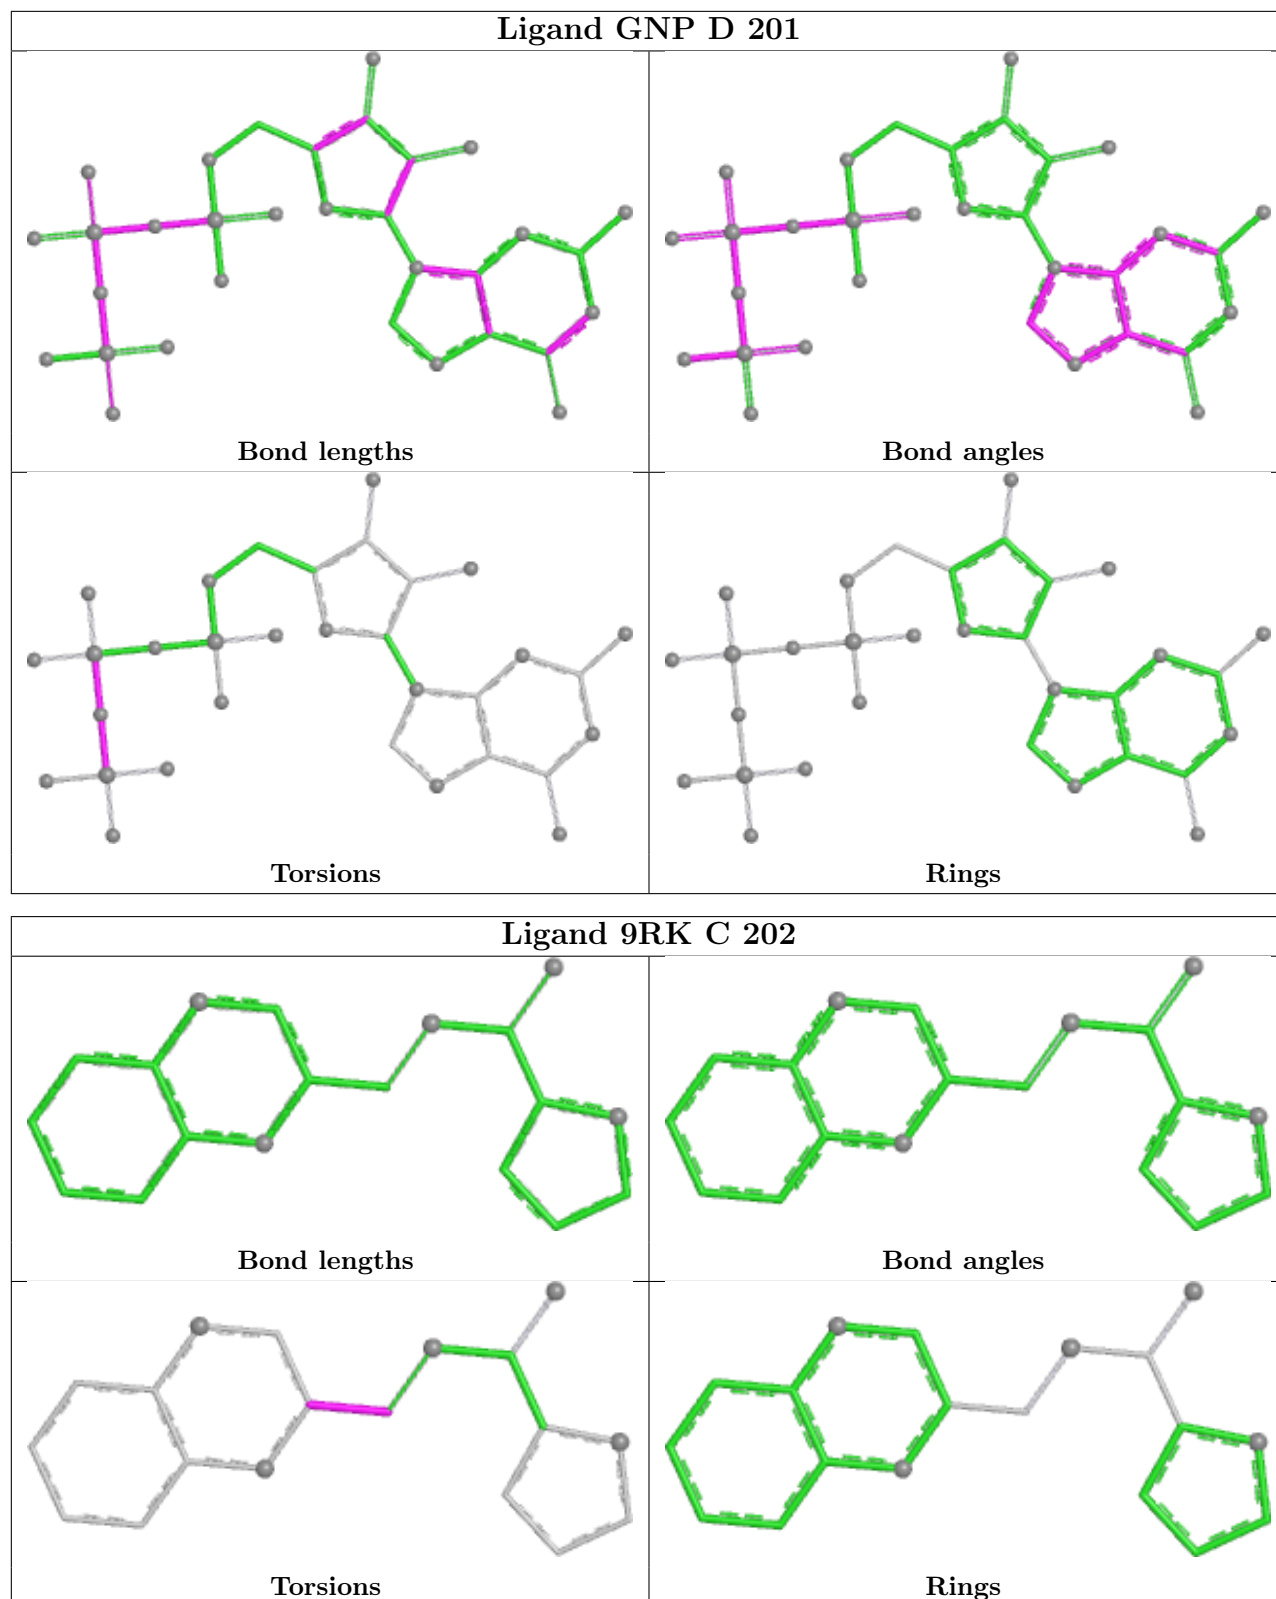 Ligand GNP D 201
Bond lengths
Bond angles
Torsions
Rings
Ligand 9RK C 202
Bond lengths
Bond angles
Torsions
Rings